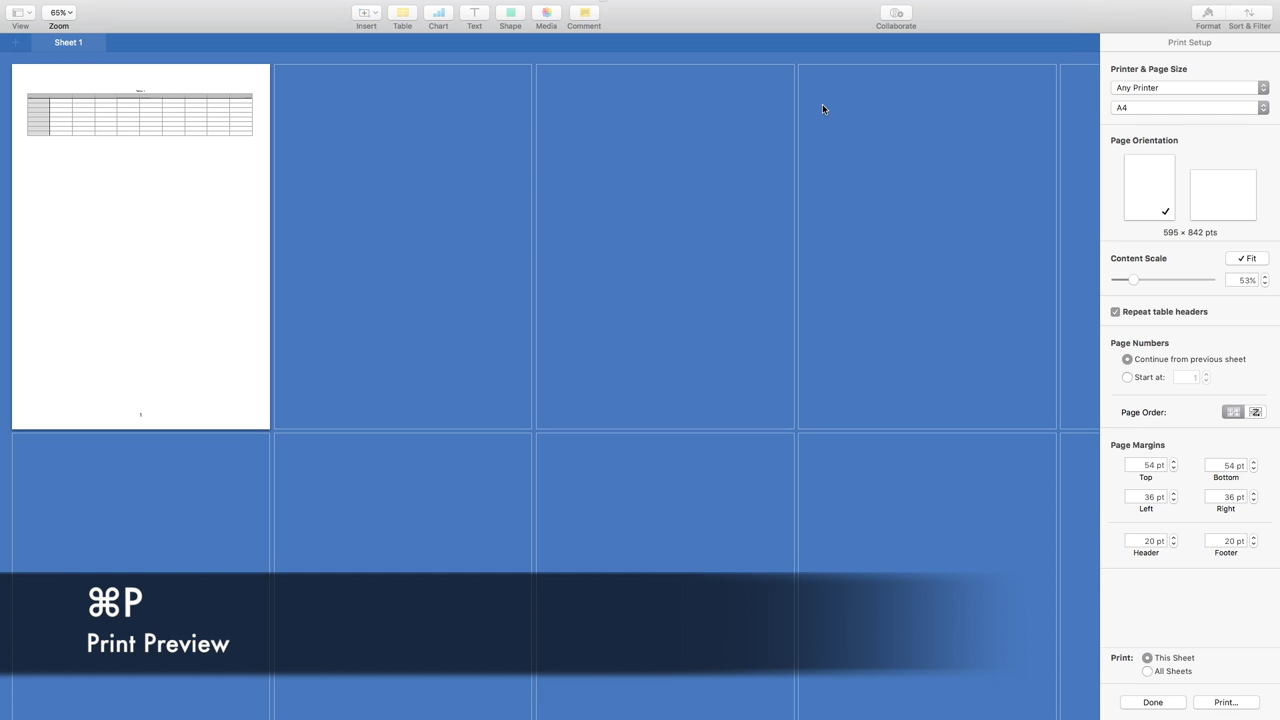 65%
View
Zoom
Insert
Table
Chart
Text
Shape
Media
Comment
Collaborate
Format
Sort & Filter
Sheet 1
Print Setup
Printer & Page Size
Any Printer
A4
Page Orientation
595 × 842 pts
Content Scale
✓ Fit
53%
Repeat table headers
Page Numbers
Continue from previous sheet
Start at:
1
Page Order:
Page Margins
54 pt
54 pt
Top
Bottom
36 pt
36 pt
Left
Right
20 pt
20 pt
Header
Footer
1
⌘P
Print Preview
Print:
This Sheet
All Sheets
Done
Print...